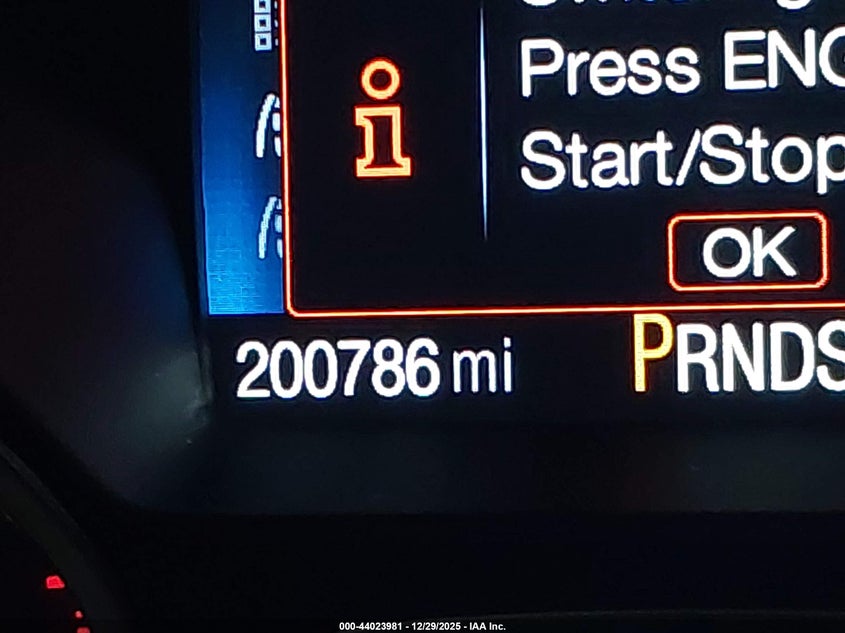 Press ENG
Start/Stop
OK
200786 mi
PRNDS
000-44023981 - 12/29/2025 - IAA Inc.